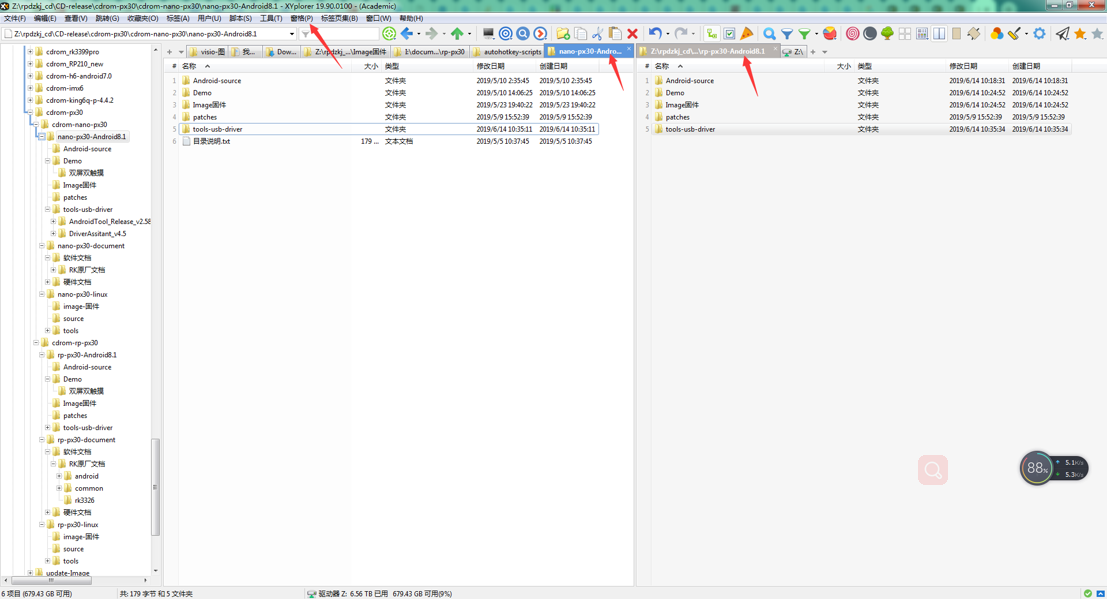 Z:\rpdzkj_cd\CD-release\cdrom-px30\cdrom-nano-px30\nano-px30-Android8.1 - XYplorer 19.90.0100 - (Academic)
文件(F) 编辑(E) 查看(V) 跳转(G) 收藏夹(O) 标签(A) 用户(U) 脚本(S) 工具(T) 窗格(P) 标签页集(B) 窗口(W) 帮助(H)
Z:\rpdzkj_cd\CD-release\cdrom-px30\cdrom-nano-px30\nano-px30-Android8.1
cdrom_rk3399pro
cdrom_RP210_new
cdrom-h6-android7.0
cdrom-imx6
cdrom-king6q-p-4.4.2
cdrom-px30
cdrom-nano-px30
nano-px30-Android8.1
Android-source
Demo
双屏双触摸
Image固件
patches
tools-usb-driver
AndroidTool_Release_v2.58
DriverAssitant_v4.5
nano-px30-document
软件文档
RK原厂文档
硬件文档
nano-px30-linux
image-固件
source
tools
cdrom-rp-px30
rp-px30-Android8.1
Android-source
Demo
双屏双触摸
Image固件
patches
tools-usb-driver
rp-px30-document
软件文档
RK原厂文档
android
common
rk3326
硬件文档
rp-px30-linux
image-固件
source
tools
update-Image
visio-图 我... Dow... Z:\rpdzkj_...\Image固件 I:\docum...\rp-px30 autohotkey-scripts nano-px30-Andro...
# 名称 大小 类型 修改日期 创建日期
1 Android-source 文件夹 2019/5/10 2:35:45 2019/5/10 2:35:45
2 Demo 文件夹 2019/5/10 14:06:25 2019/5/10 14:06:25
3 Image固件 文件夹 2019/5/23 19:40:22 2019/5/23 19:40:22
4 patches 文件夹 2019/5/9 15:52:39 2019/5/9 15:52:39
5 tools-usb-driver 文件夹 2019/6/14 10:35:11 2019/6/14 10:35:11
6 目录说明.txt 179 ... 文本文档 2019/5/5 10:37:45 2019/5/5 10:37:45
Z:\rpdzkj_cd\...\rp-px30-Android8.1 Z:\
# 名称 大小 类型 修改日期 创建日期
1 Android-source 文件夹 2019/6/14 10:18:31 2019/6/14 10:18:31
2 Demo 文件夹 2019/6/14 10:24:52 2019/6/14 10:24:52
3 Image固件 文件夹 2019/6/14 10:24:52 2019/6/14 10:24:52
4 patches 文件夹 2019/5/9 15:52:39 2019/6/14 10:24:52
5 tools-usb-driver 文件夹 2019/6/14 10:35:31 2019/6/14 10:35:34
88%
5.1K/s
5.3K/s
6 项目 (679.43 GB 可用) 共: 179 字节 和 5 文件夹 驱动器 Z: 6.56 TB 已用 679.43 GB 可用(9%)